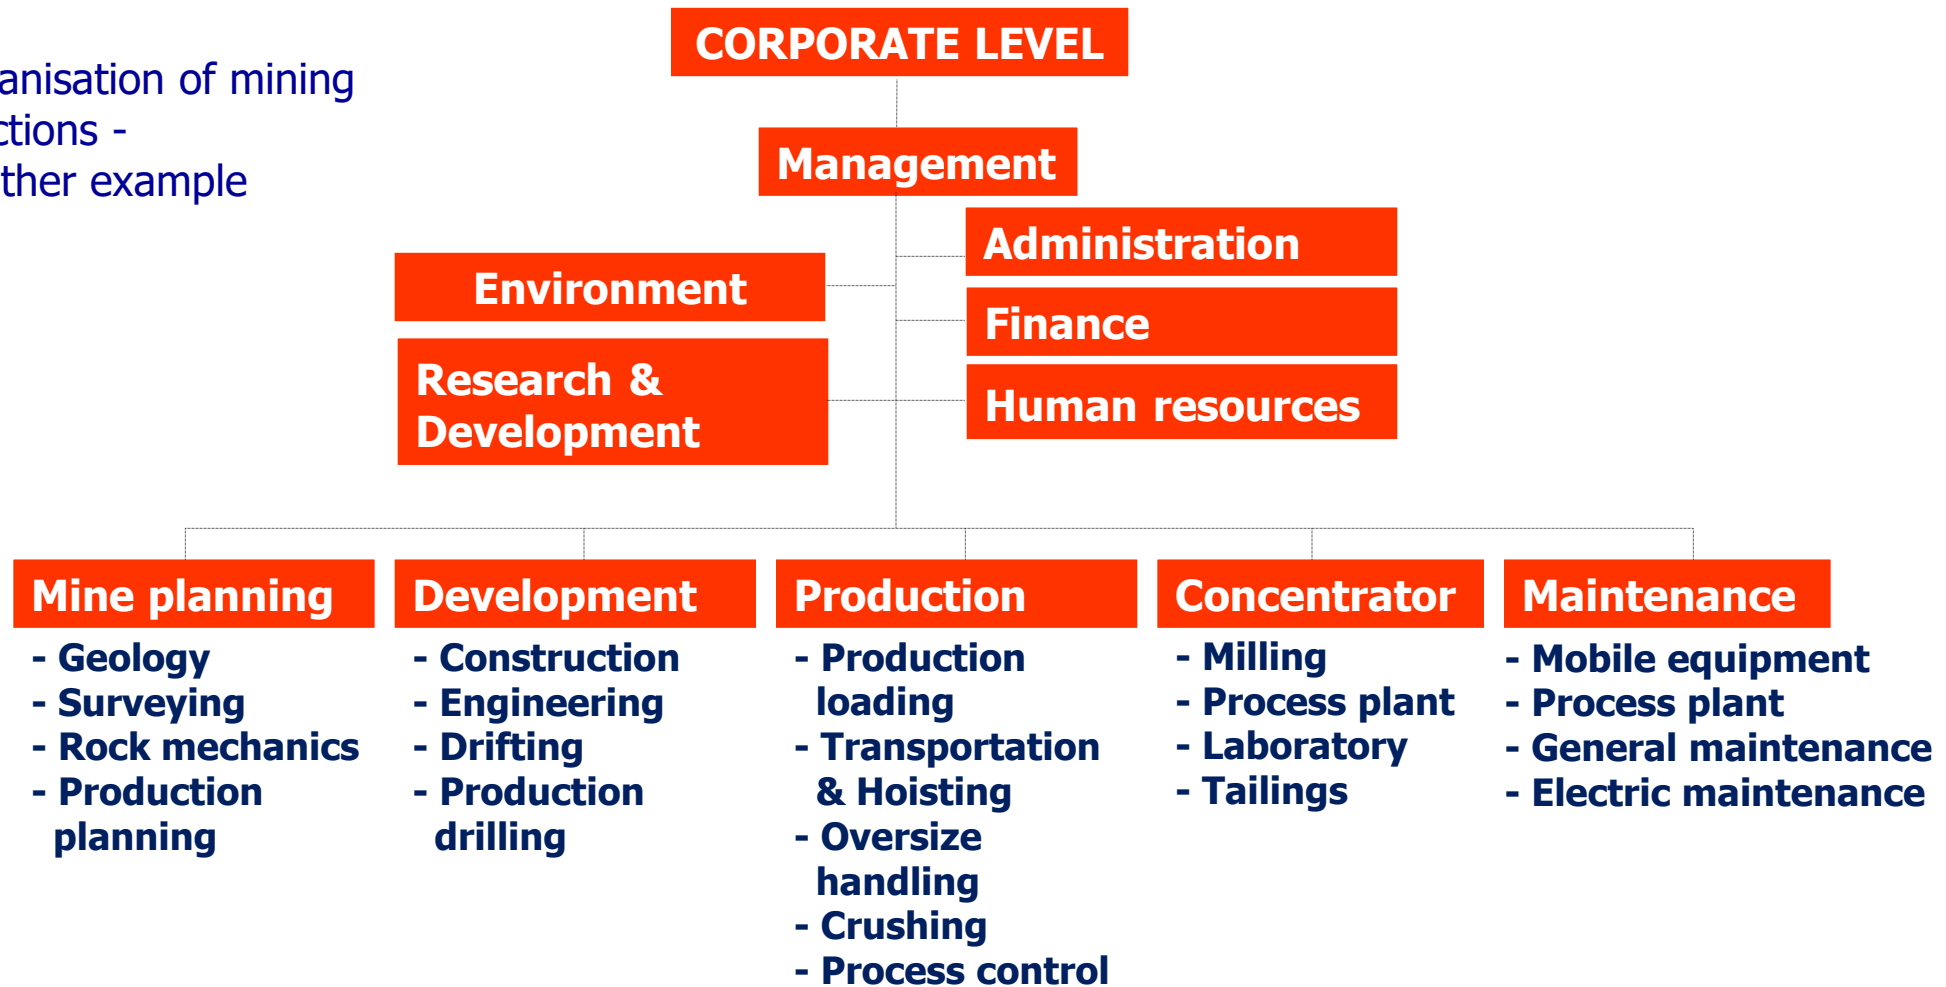 CORPORATE LEVEL
anisation of mining
ctions -
ther example
Management
Administration
Environment
Finance
Research &
Development
Human resources
Mine planning
- Geology
- Surveying
- Rock mechanics
- Production
planning
Development
- Construction
- Engineering
- Drifting
- Production
drilling
Production
- Production
loading
- Transportation
& Hoisting
- Oversize
handling
- Crushing
- Process control
Concentrator
- Milling
- Process plant
- Laboratory
- Tailings
Maintenance
- Mobile equipment
- Process plant
- General maintenance
- Electric maintenance